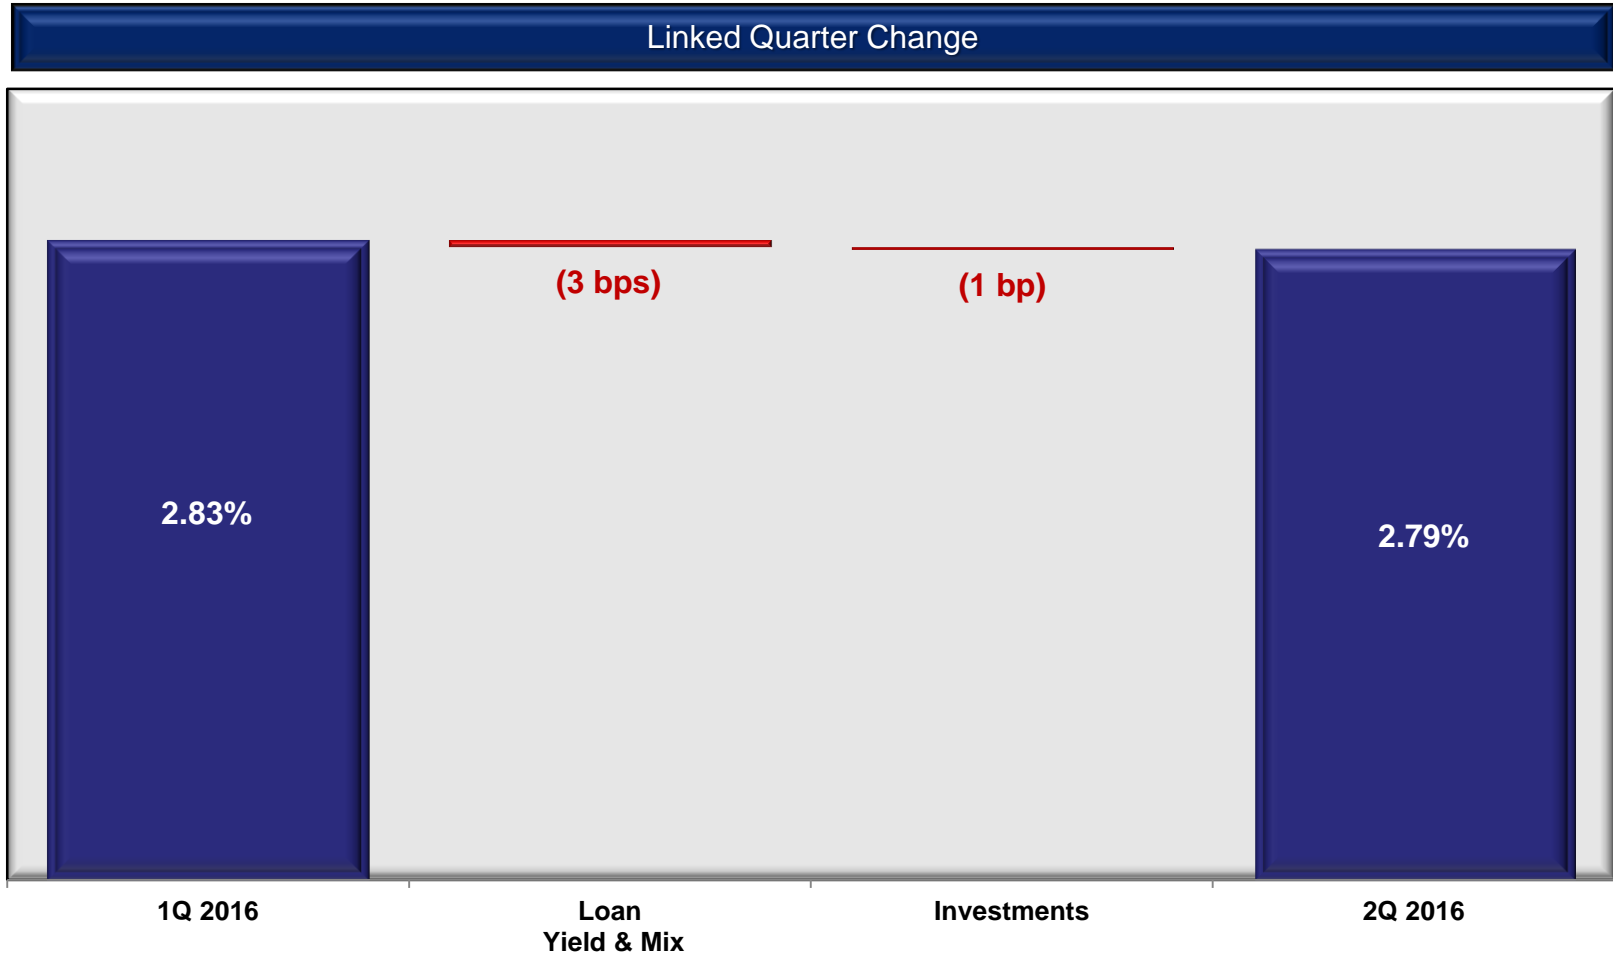 Linked Quarter Change
(3 bps)
(1 bp)
2.83%
2.79%
1Q 2016
Loan
Yield & Mix
Investments
2Q 2016